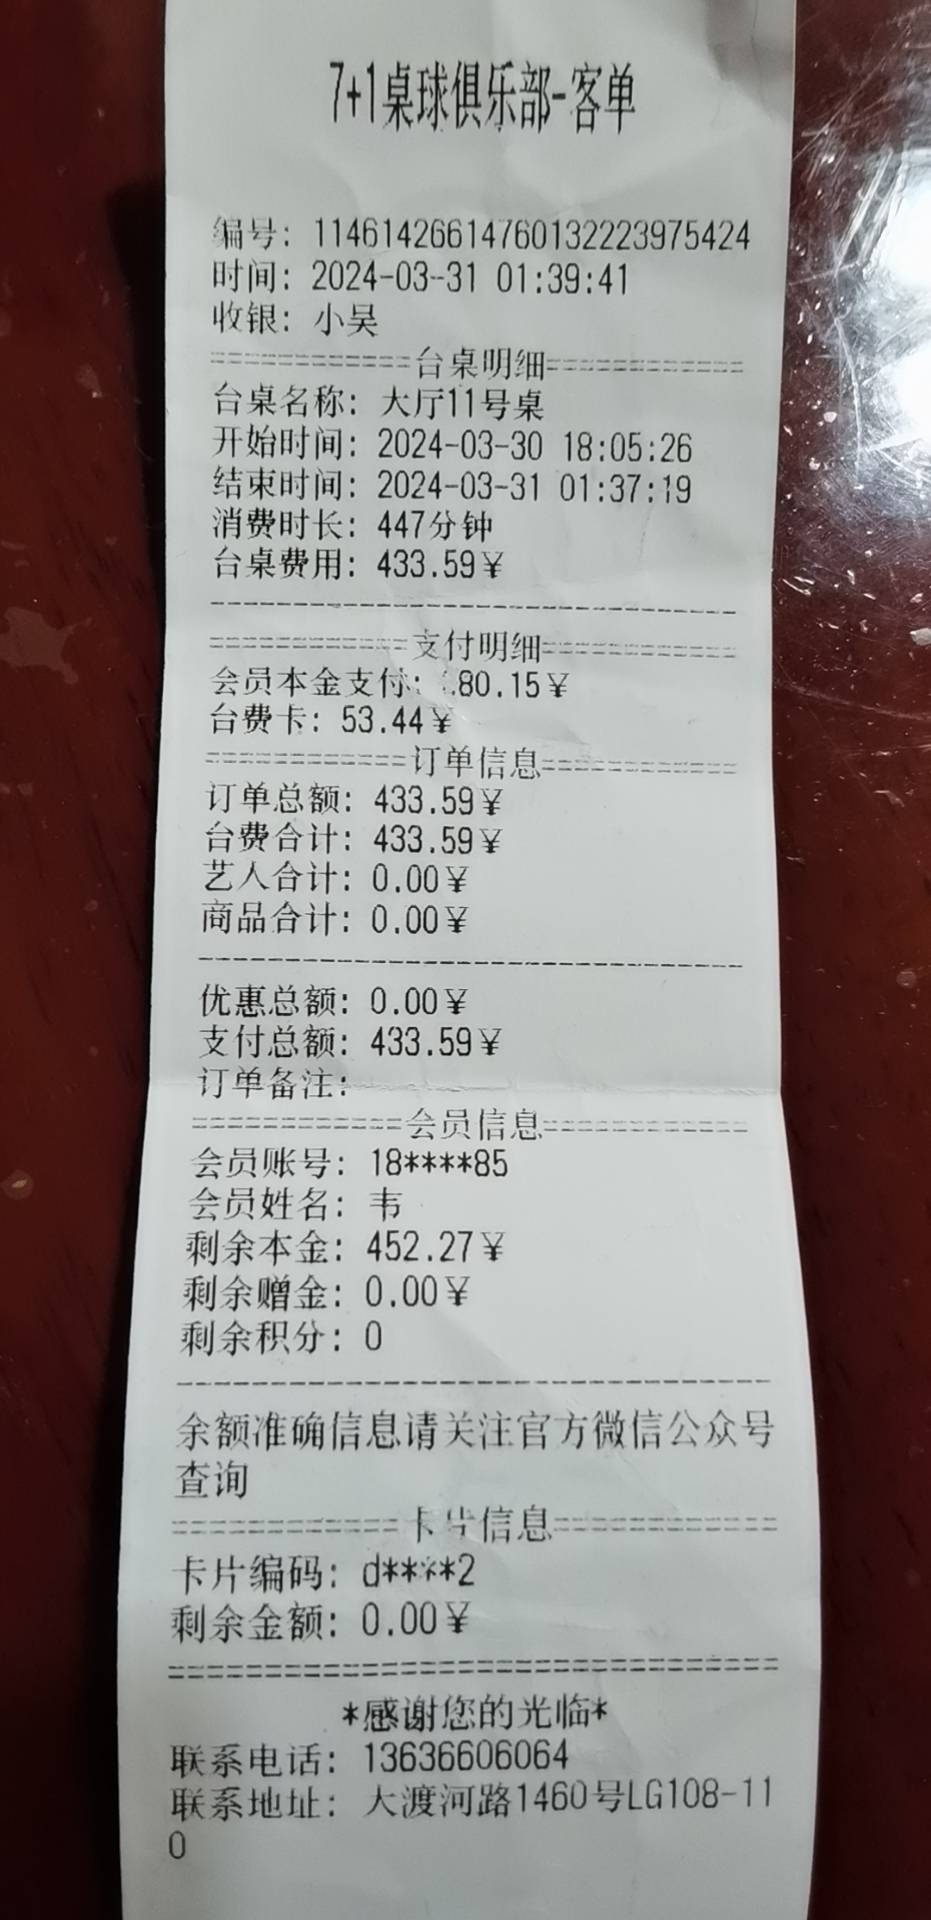 7+1桌球俱乐部-客单
编号: 11461426614760132223975424
时间: 2024-03-31 01:39:41
收银: 小吴
============台桌明细============
台桌名称: 大厅11号桌
开始时间: 2024-03-30 18:05:26
结束时间: 2024-03-31 01:37:19
消费时长: 447分钟
台桌费用: 433.59¥
--------------------------------
============支付明细============
会员本金支付: 80.15¥
台费卡: 53.44¥
============订单信息============
订单总额: 433.59¥
台费合计: 433.59¥
艺人合计: 0.00¥
商品合计: 0.00¥
--------------------------------
优惠总额: 0.00¥
支付总额: 433.59¥
订单备注:
============会员信息============
会员账号: 18****85
会员姓名: 韦
剩余本金: 452.27¥
剩余赠金: 0.00¥
剩余积分: 0
--------------------------------
余额准确信息请关注官方微信公众号
查询
============卡片信息============
卡片编码: d****2
剩余金额: 0.00¥
================================
*感谢您的光临*
联系电话: 13636606064
联系地址: 大渡河路1460号LG108-11
0